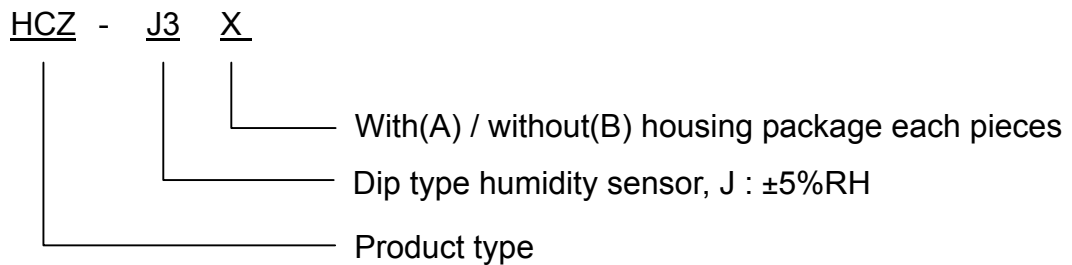 HCZ - J3 X
With(A) / without(B) housing package each pieces
Dip type humidity sensor, J : ±5%RH
Product type